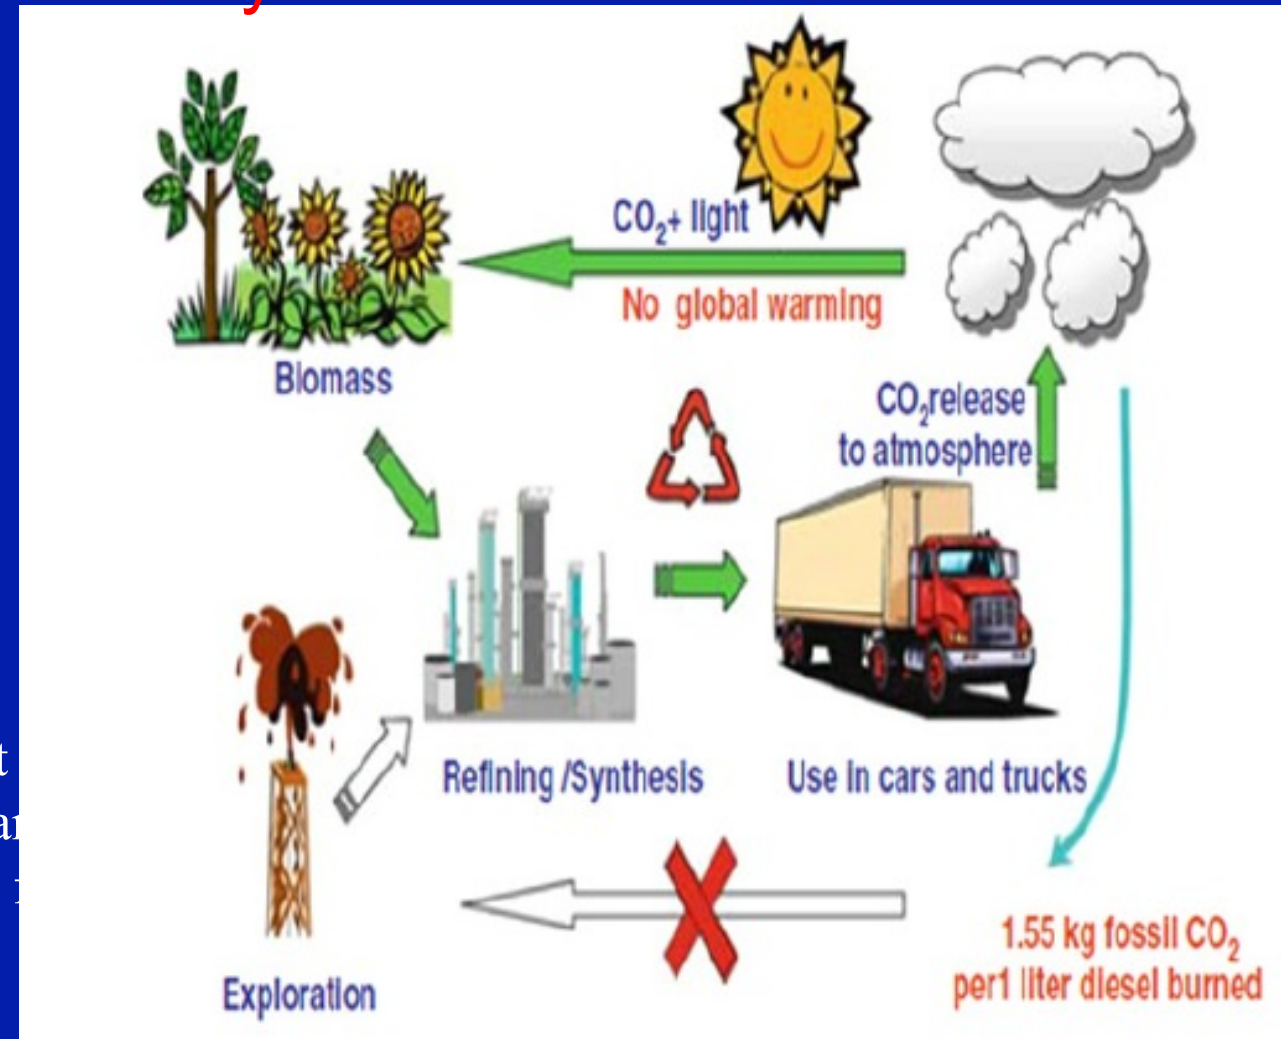 CO₂+ light
No global warming
Biomass
CO₂release
to atmosphere
Refining /Synthesis
Use in cars and trucks
1.55 kg fossil CO₂
per1 liter diesel burned
Exploration